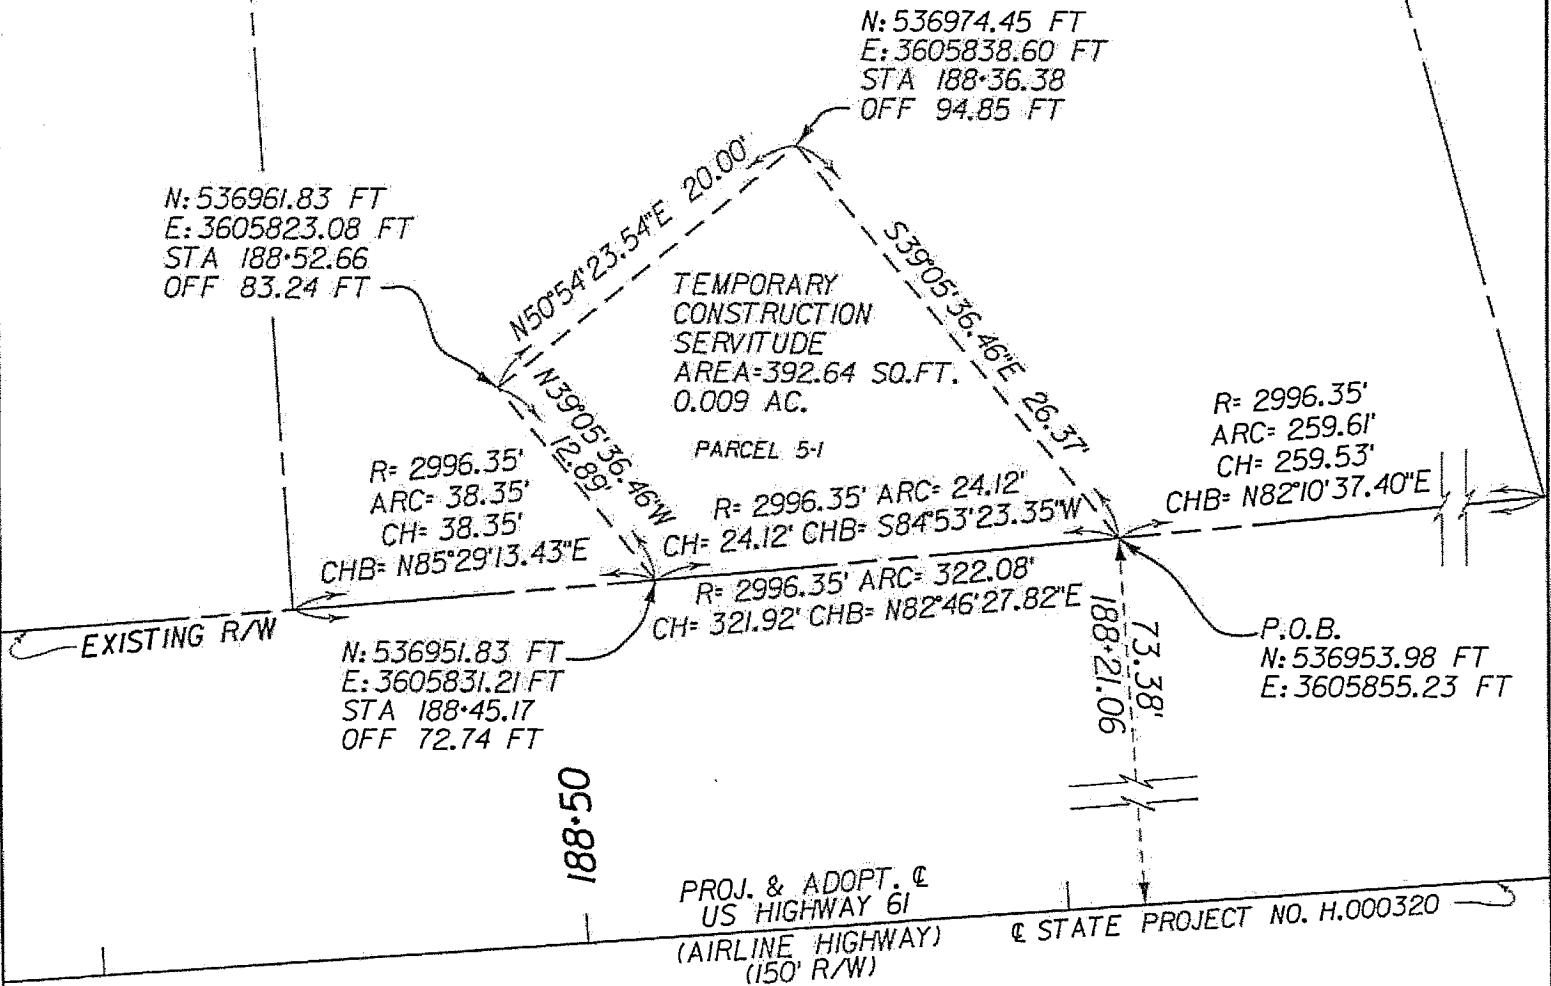 N: 536974.45 FT
E: 3605838.60 FT
STA 188+36.38
OFF 94.85 FT
N: 536961.83 FT
E: 3605823.08 FT
STA 188+52.66
OFF 83.24 FT
N50°54'23.54"E 20.00'
S39°05'36.46"E 26.37'
N39°05'36.46"W
12.89'
TEMPORARY
CONSTRUCTION
SERVITUDE
AREA=392.64 SQ.FT.
0.009 AC.
PARCEL 5-1
R= 2996.35'
ARC= 38.35'
CH= 38.35'
CHB= N85°29'13.43"E
R= 2996.35' ARC= 24.12'
CH= 24.12' CHB= S84°53'23.35"W
R= 2996.35'
ARC= 259.61'
CH= 259.53'
CHB= N82°10'37.40"E
R= 2996.35' ARC= 322.08'
CH= 321.92' CHB= N82°46'27.82"E
EXISTING R/W
N: 536951.83 FT
E: 3605831.21 FT
STA 188+45.17
OFF 72.74 FT
73.38'
188+21.06
P.O.B.
N: 536953.98 FT
E: 3605855.23 FT
188+50
PROJ. & ADOPT. ℄
US HIGHWAY 61
(AIRLINE HIGHWAY)
(150' R/W)
℄ STATE PROJECT NO. H.000320